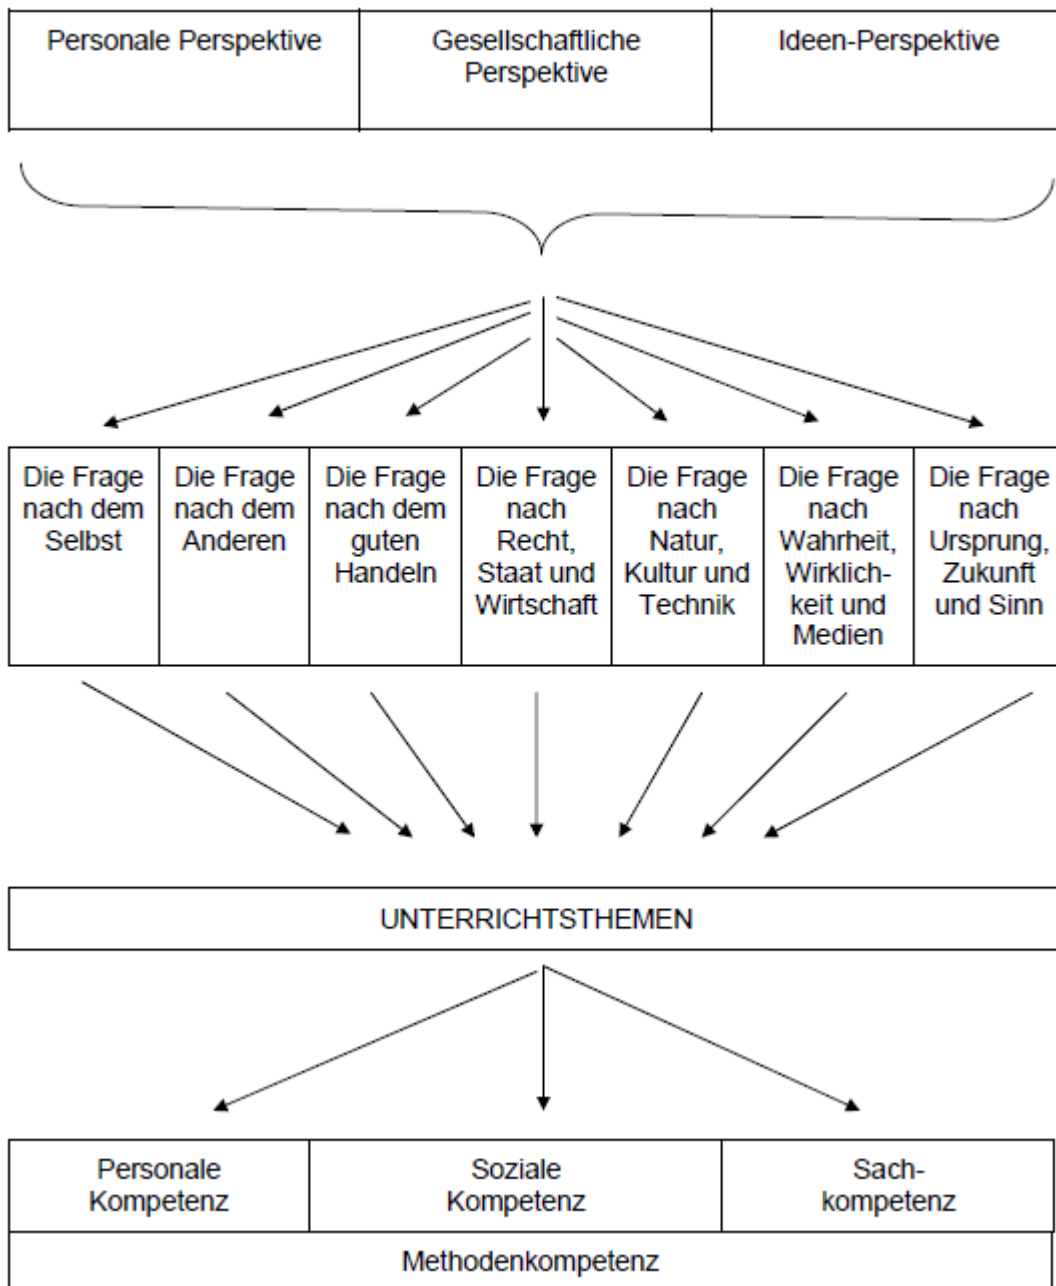 Personale Perspektive
Gesellschaftliche
Perspektive
Ideen-Perspektive
Die Frage
nach dem
Selbst
Die Frage
nach dem
Anderen
Die Frage
nach dem
guten
Handeln
Die Frage
nach
Recht,
Staat und
Wirtschaft
Die Frage
nach
Natur,
Kultur und
Technik
Die Frage
nach
Wahrheit,
Wirklich-
keit und
Medien
Die Frage
nach
Ursprung,
Zukunft
und Sinn
UNTERRICHTSTHEMEN
Personale
Kompetenz
Soziale
Kompetenz
Sach-
kompetenz
Methodenkompetenz